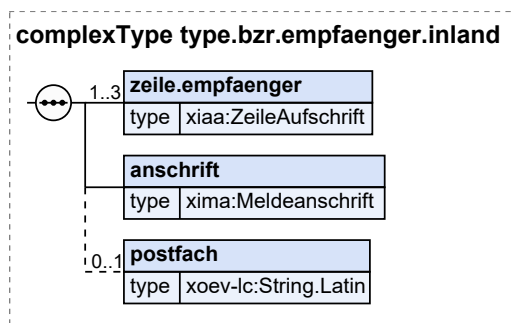 complexType type.bzr.empfaenger.inland
1..3
zeile.empfaenger
type xiaa:ZeileAufschrift
anschrift
type xima:Meldeanschrift
0..1
postfach
type xoev-lc:String.Latin